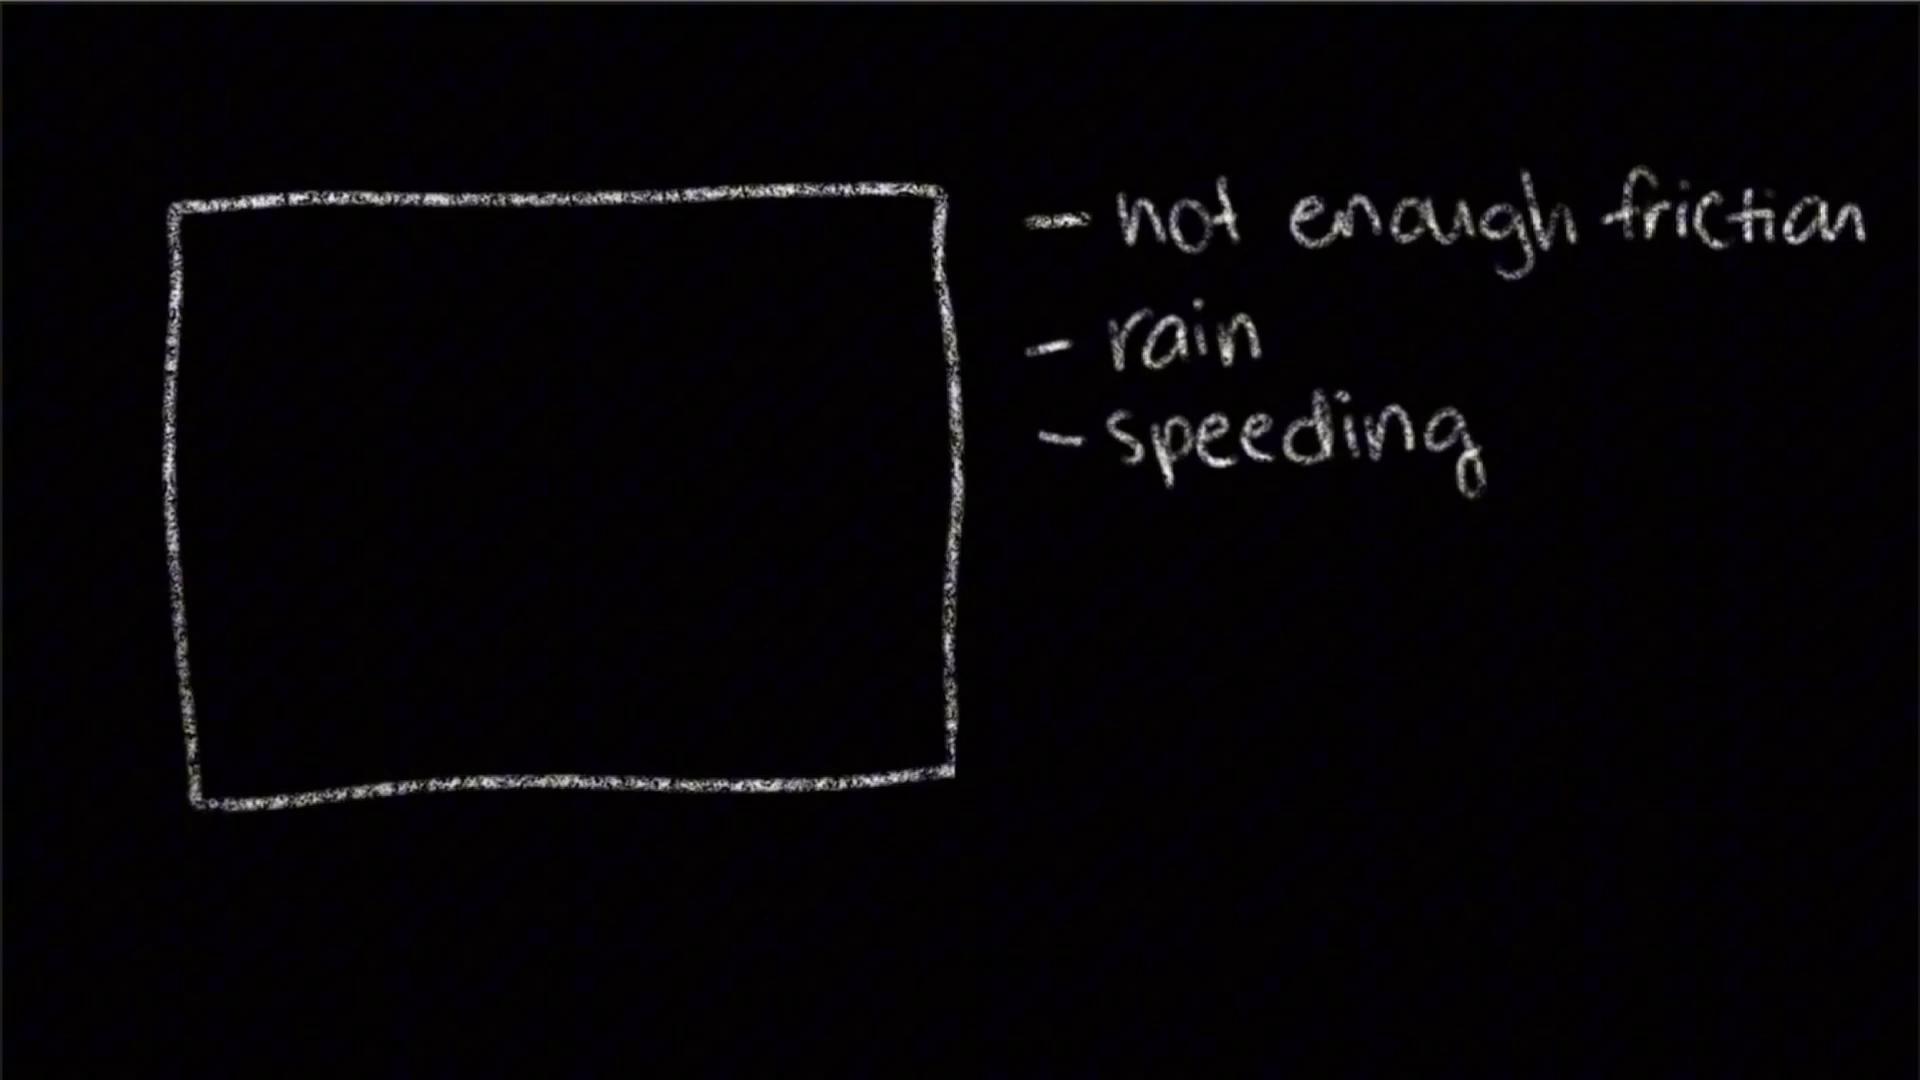 - not enough friction
- rain
- speeding